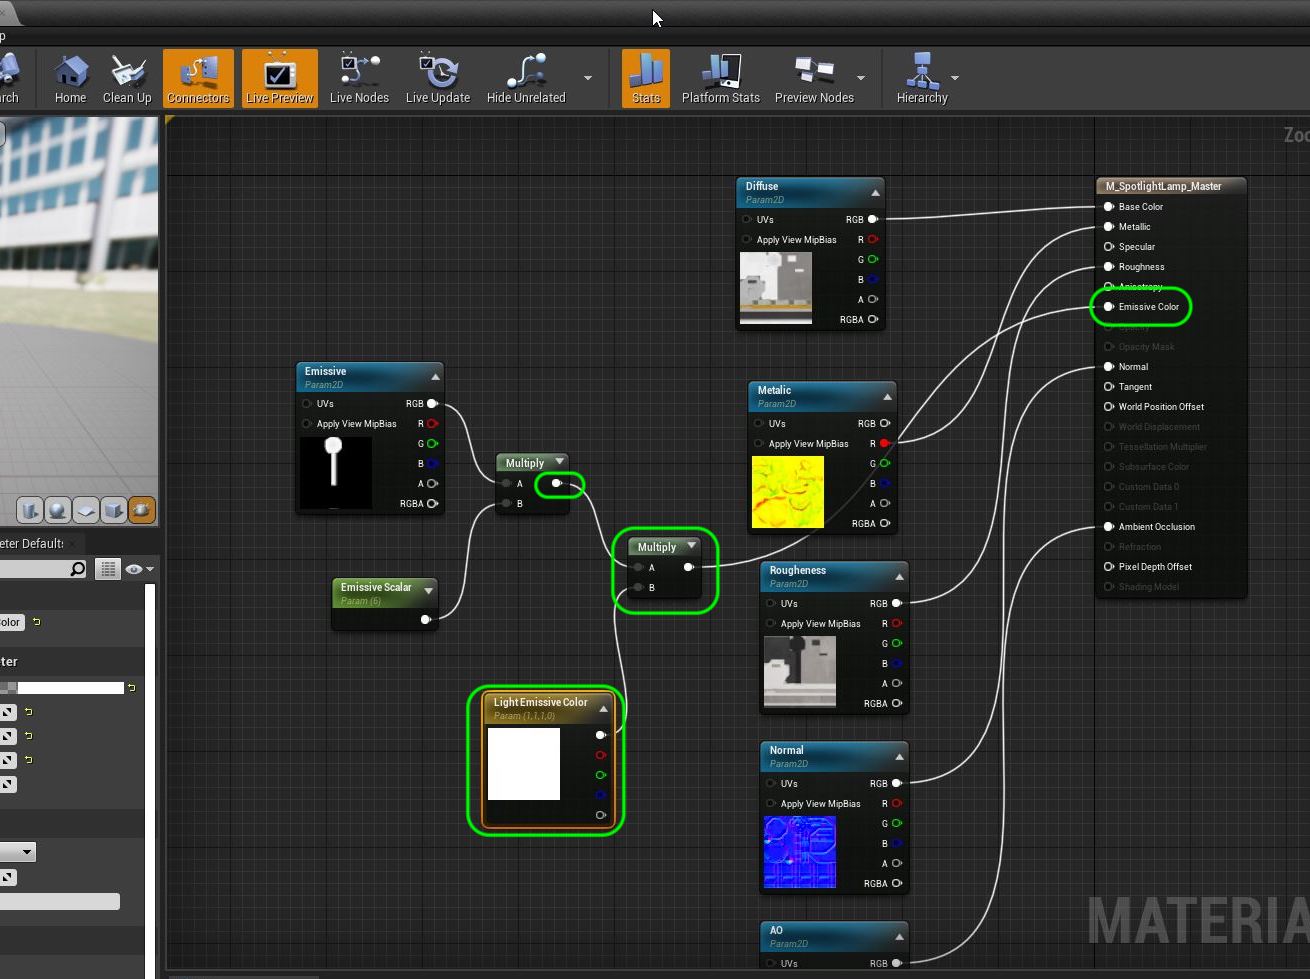 p
rch
Home
Clean Up
Connectors
Live Preview
Live Nodes
Live Update
Hide Unrelated
Stats
Platform Stats
Preview Nodes
Hierarchy
Zoo
Diffuse
Param2D
UVs RGB
Apply View MipBias R
G
B
A
RGBA
M_SpotlightLamp_Master
Base Color
Metallic
Specular
Roughness
Anisotropy
Emissive Color
Opacity
Opacity Mask
Normal
Tangent
World Position Offset
World Displacement
Tessellation Multiplier
Subsurface Color
Custom Data 0
Custom Data 1
Ambient Occlusion
Refraction
Pixel Depth Offset
Shading Model
Emissive
Param2D
UVs RGB
Apply View MipBias R
G
B
A
RGBA
Multiply
A
B
Metalic
Param2D
UVs RGB
Apply View MipBias R
G
B
A
RGBA
Multiply
A
B
Emissive Scalar
Param (6)
Rougheness
Param2D
UVs RGB
Apply View MipBias R
G
B
A
RGBA
Light Emissive Color
Param (1,1,1,0)
Normal
Param2D
UVs RGB
Apply View MipBias R
G
B
A
RGBA
AO
Param2D
UVs RGB
eter Defaults
olor
ter
MATERIA